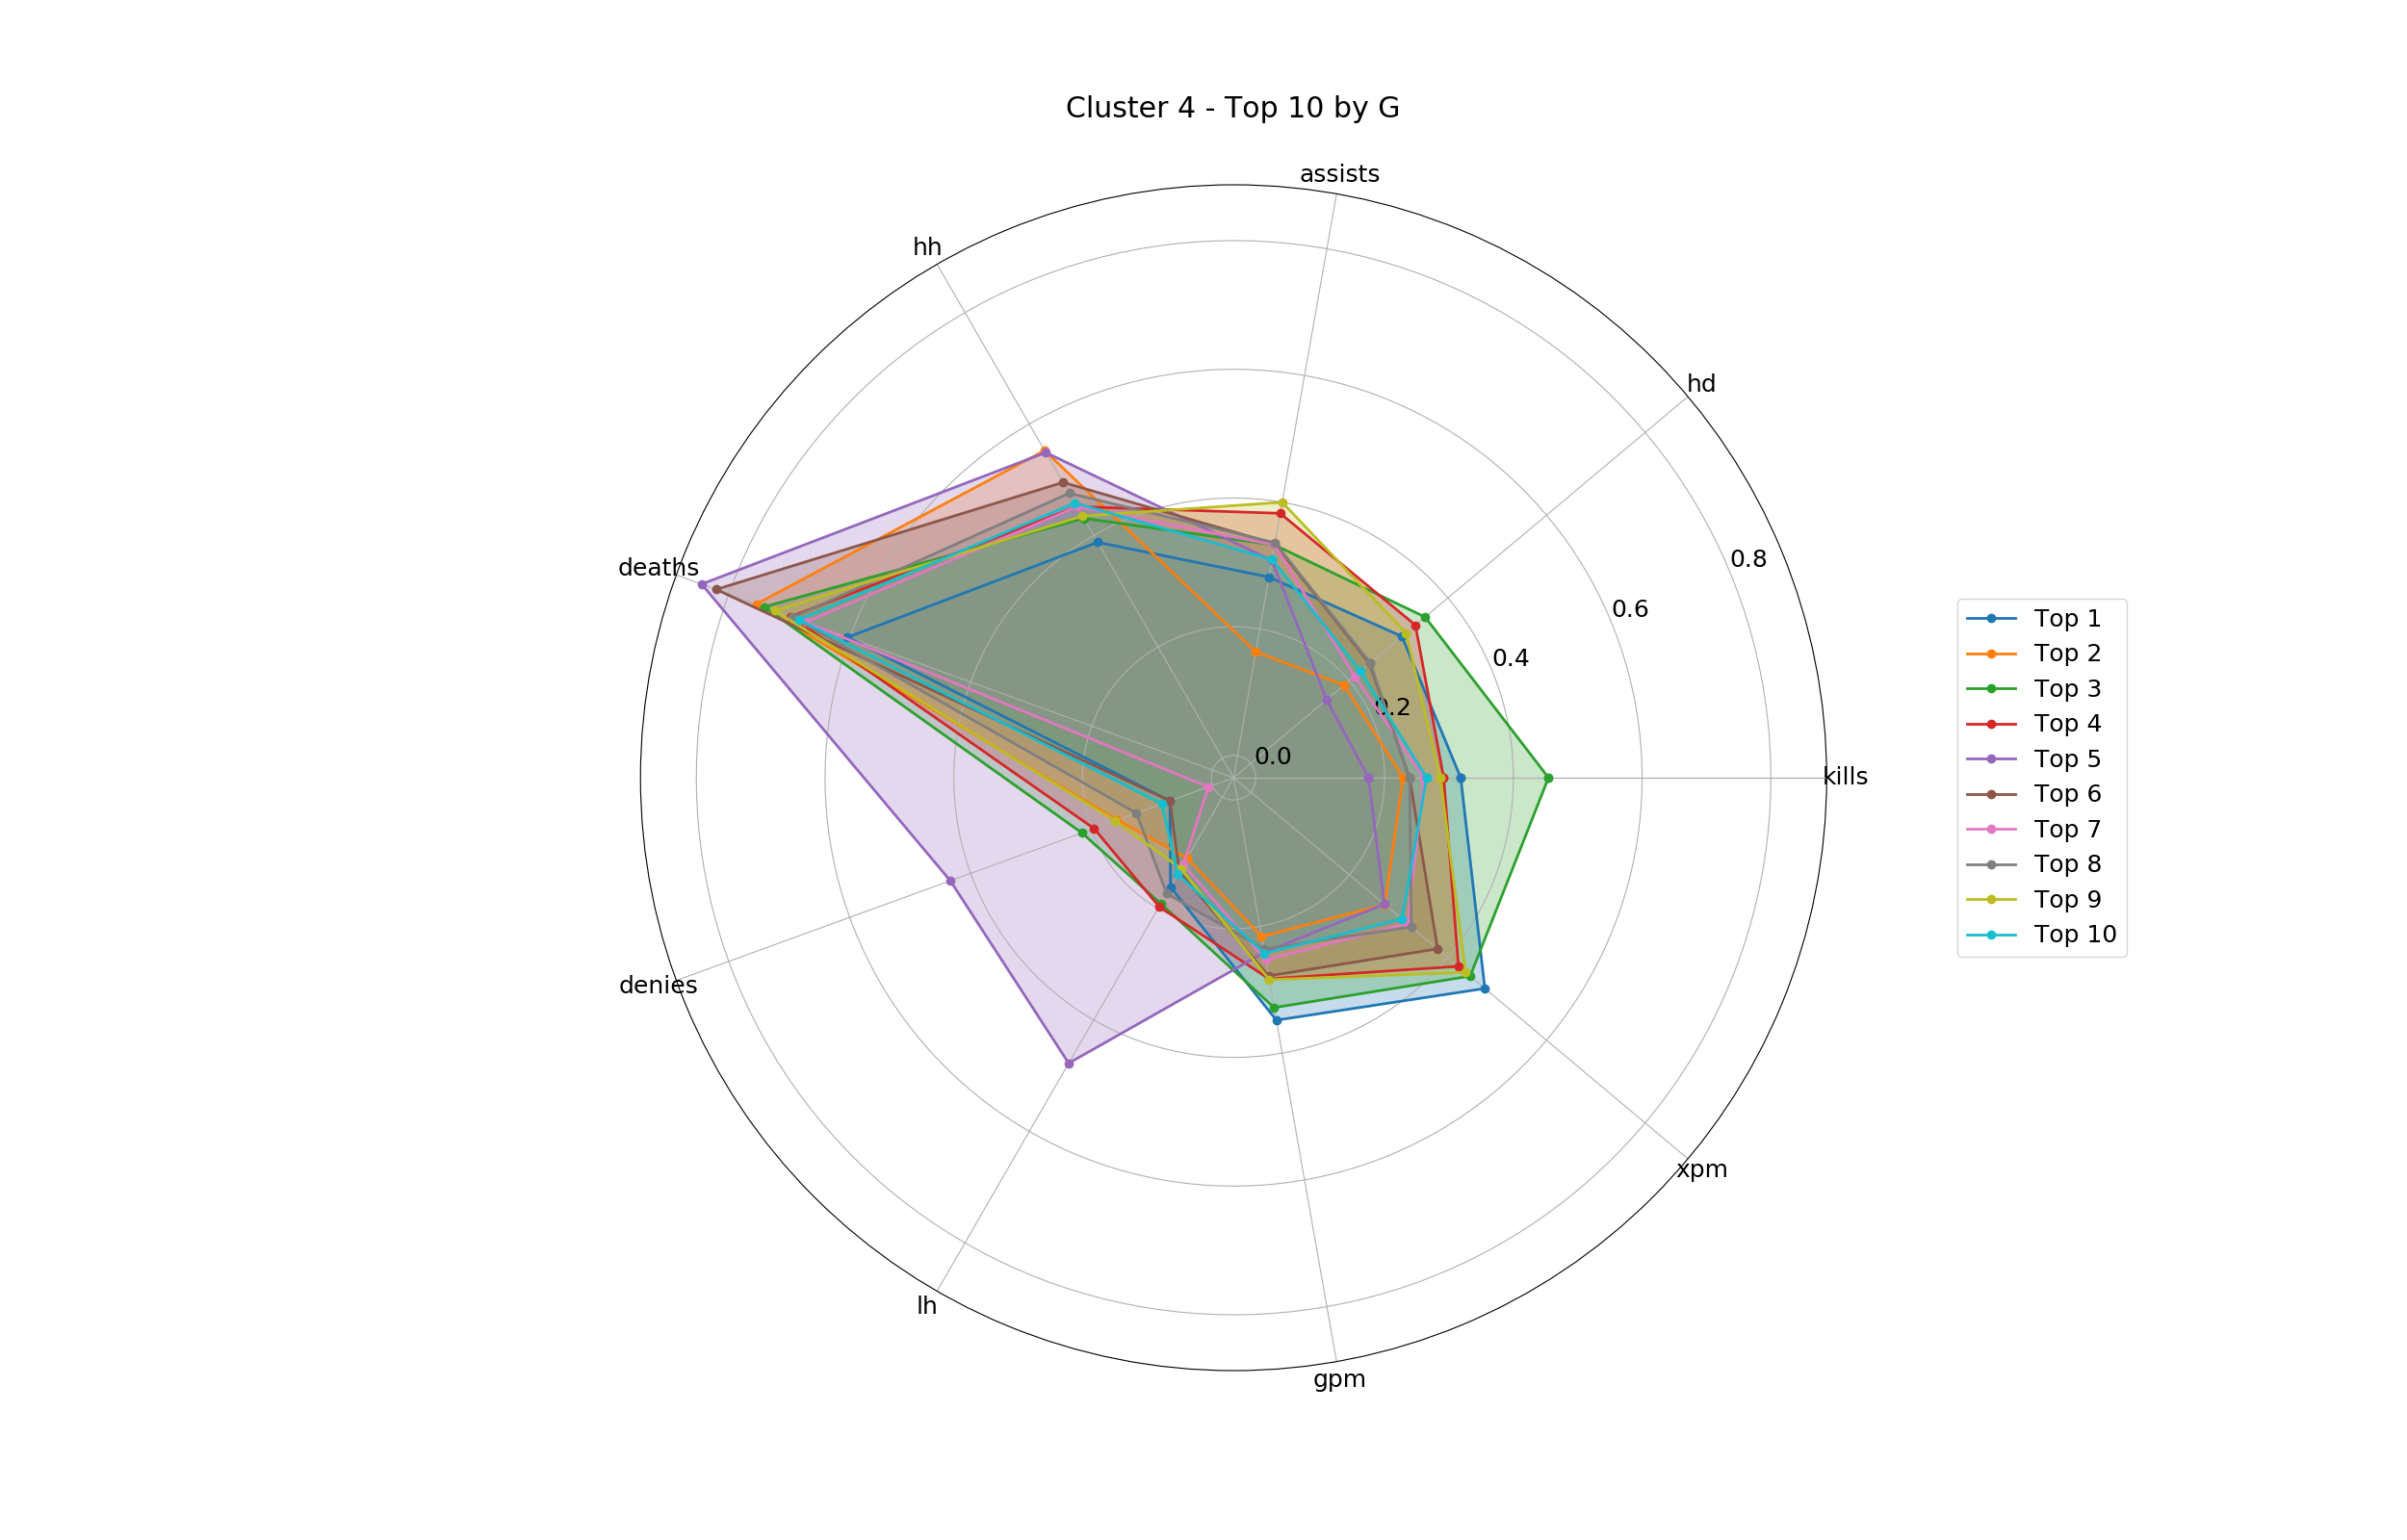 Cluster 4 - Top 10 by G
assists
hh
hd
deaths
0.8
0.6
0.4
0.2
0.0
kills
denies
xpm
lh
gpm
Top 1
Top 2
Top 3
Top 4
Top 5
Top 6
Top 7
Top 8
Top 9
Top 10